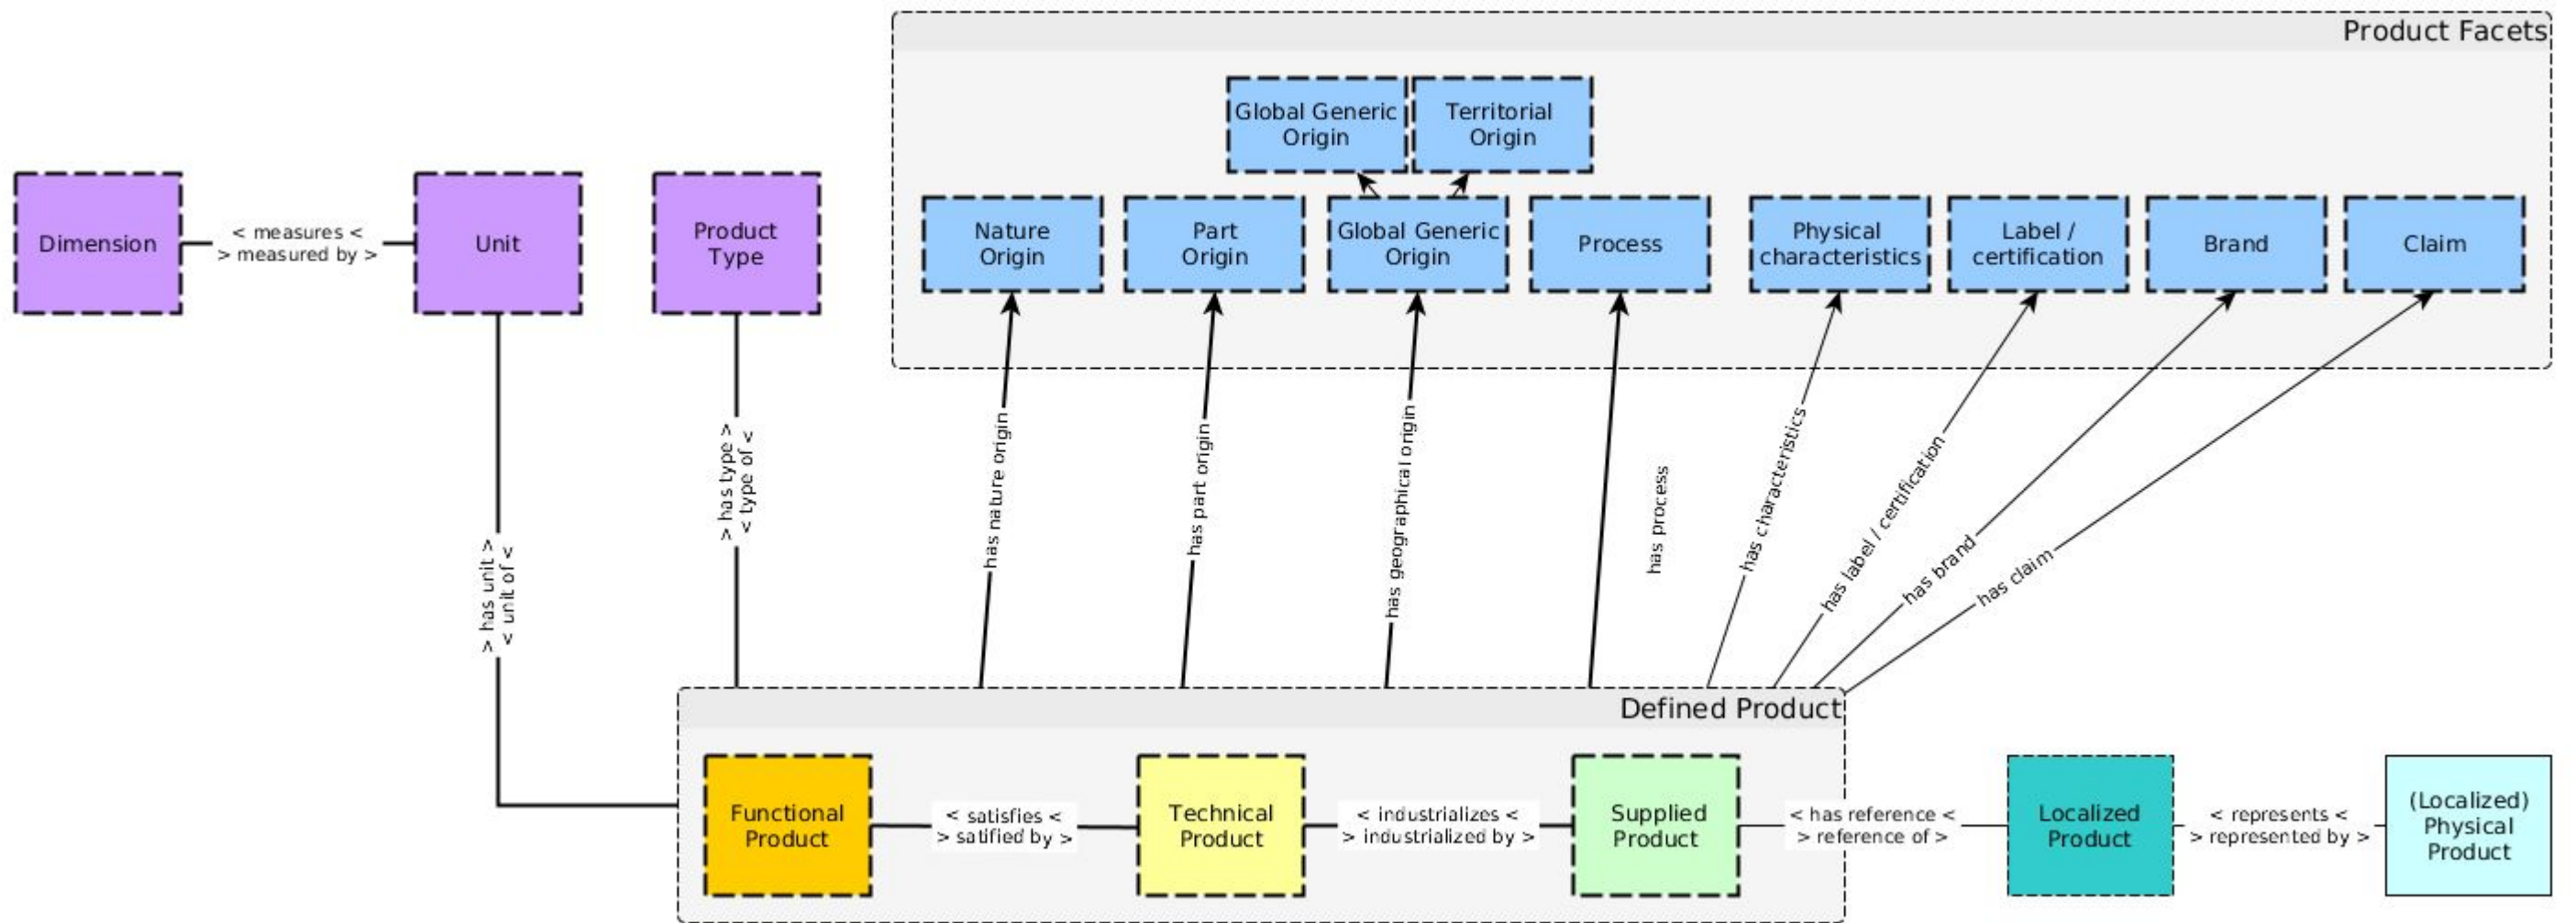 Product Facets
Global Generic
Origin
Territorial
Origin
Dimension
< measures <
> measured by >
Unit
Product
Type
Nature
Origin
Part
Origin
Global Generic
Origin
Process
Physical
characteristics
Label /
certification
Brand
Claim
> has unit >
< unit of <
> has type >
< type of <
has nature origin
has part origin
has geographical origin
has process
has characteristics
has label / certification
has brand
has claim
Defined Product
Functional
Product
< satisfies <
> satified by >
Technical
Product
< industrializes <
> industrialized by >
Supplied
Product
< has reference <
> reference of >
Localized
Product
< represents <
> represented by >
(Localized)
Physical
Product